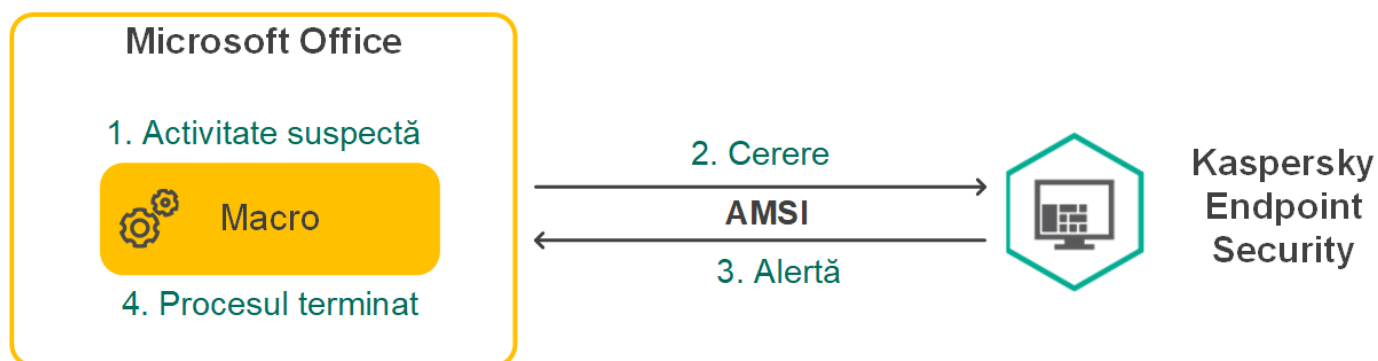 Microsoft Office
1. Activitate suspectă
Macro
4. Procesul terminat
2. Cerere
AMSI
3. Alertă
Kaspersky
Endpoint
Security